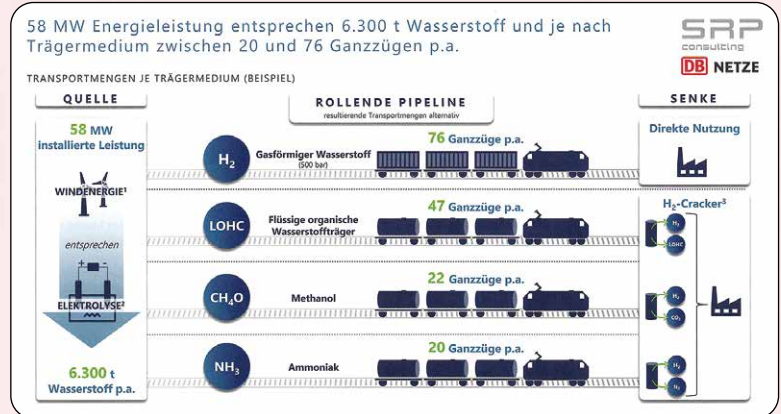 58 MW Energieleistung entsprechen 6.300 t Wasserstoff und je nach
Trägermedium zwischen 20 und 76 Ganzzügen p.a.
SRP
consulting
DB NETZE
TRANSPORTMENGEN JE TRÄGERMEDIUM (BEISPIEL)
QUELLE
ROLLENDE PIPELINE
resultierende Transportmengen alternativ
SENKE
58 MW
installierte Leistung
WINDENERGIE¹
entsprechen
ELEKTROLYSE²
6.300 t
Wasserstoff p.a.
H₂
Gasförmiger Wasserstoff
(500 bar)
76 Ganzzüge p.a.
Direkte Nutzung
LOHC
Flüssige organische
Wasserstoffträger
47 Ganzzüge p.a.
H₂-Cracker³
H₂
LOHC
CH₄O
Methanol
22 Ganzzüge p.a.
H₂
CO₂
NH₃
Ammoniak
20 Ganzzüge p.a.
H₂
N₂